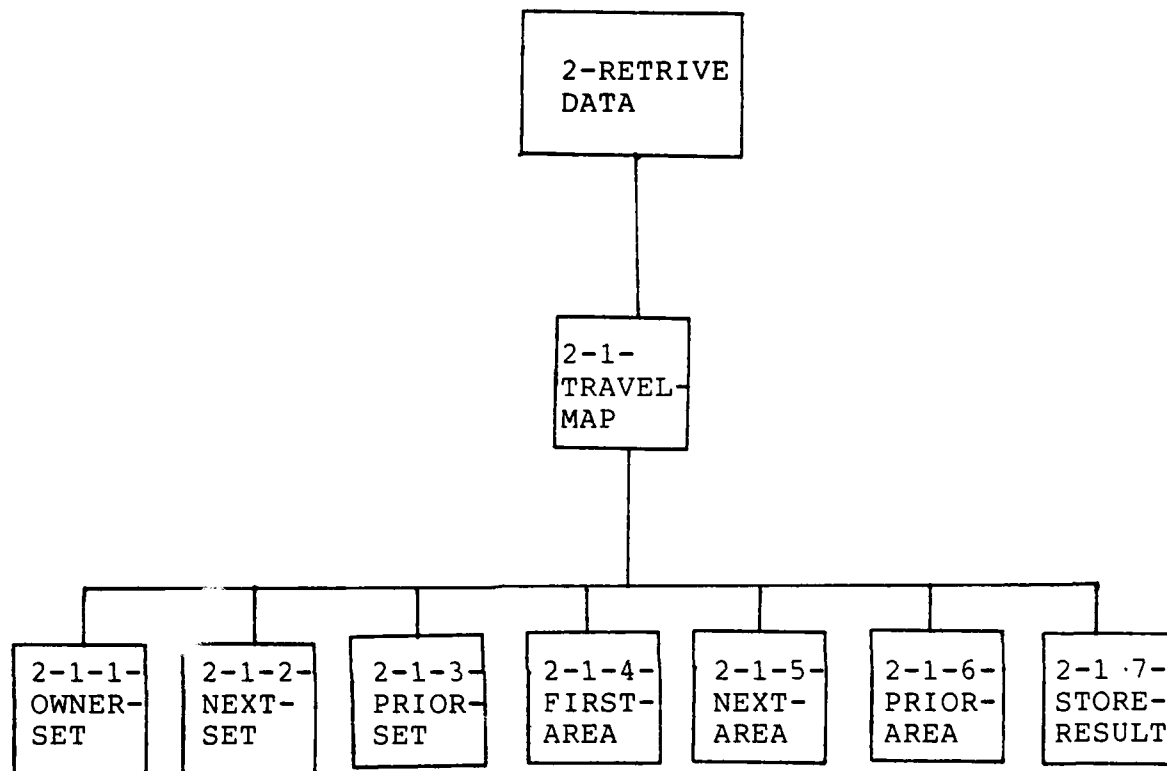 2-RETRIVE
DATA
2-1-
TRAVEL-
MAP
2-1-1-
OWNER-
SET
2-1-2-
NEXT-
SET
2-1-3-
PRIOR-
SET
2-1-4-
FIRST-
AREA
2-1-5-
NEXT-
AREA
2-1-6-
PRIOR-
AREA
2-1-7-
STORE-
RESULT